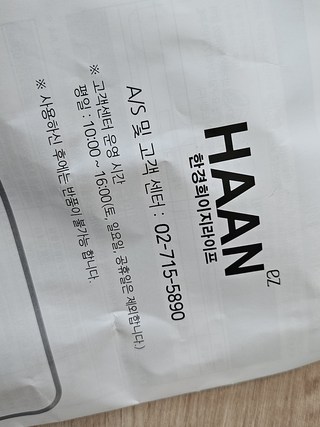 HAAN ez
한경희이지라이프
A/S 및 고객 센터 : 02-715-5890
※ 고객센터 운영 시간
평일 : 10:00 ~ 16:00(토, 일요일, 공휴일은 제외합니다.)
※ 사용하신 후에는 반품이 불가능 합니다.